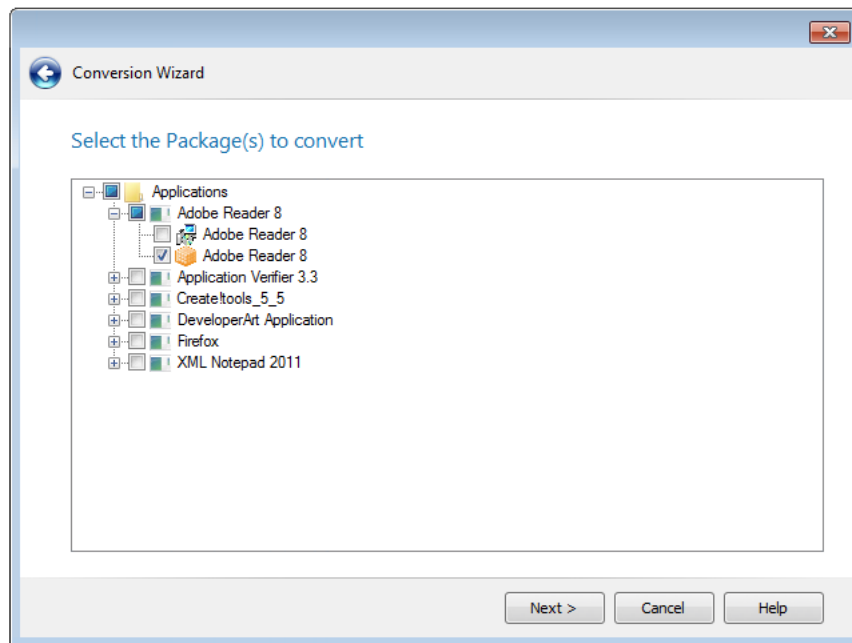 Conversion Wizard
Select the Package(s) to convert
Applications
Adobe Reader 8
Adobe Reader 8
Adobe Reader 8
Application Verifier 3.3
Create!tools_5_5
DeveloperArt Application
Firefox
XML Notepad 2011
Next > Cancel Help